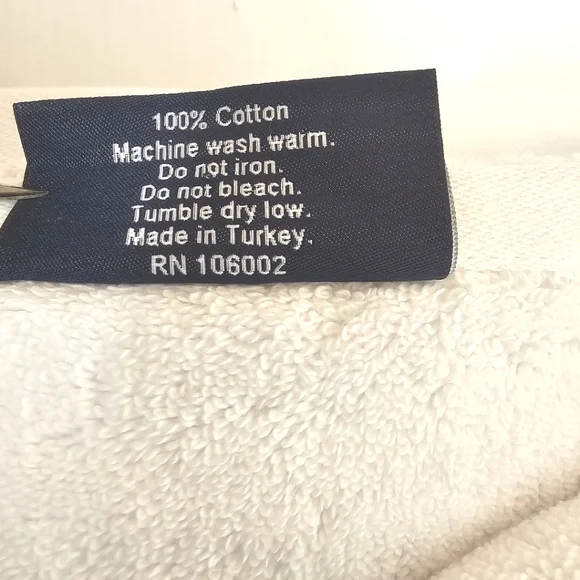 100% Cotton
Machine wash warm.
Do not iron.
Do not bleach.
Tumble dry low.
Made in Turkey.
RN 106002